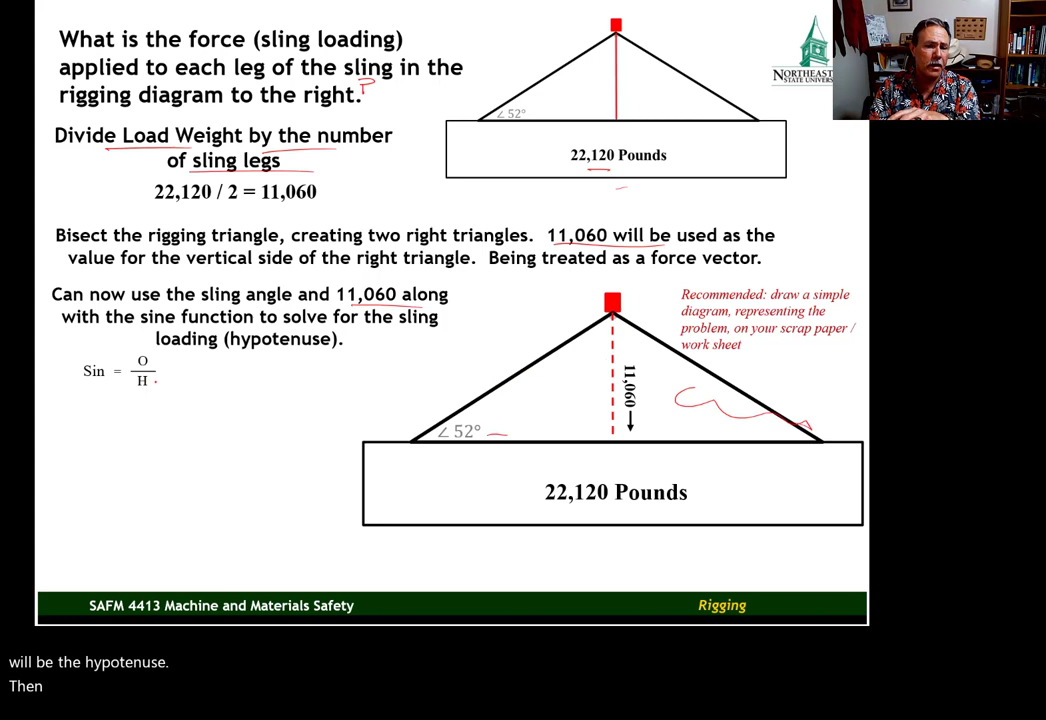 What is the force (sling loading)
applied to each leg of the sling in the
rigging diagram to the right.
P
Divide Load Weight by the number
of sling legs
22,120 / 2 = 11,060
∠ 52°
22,120 Pounds
NORTHEAST
STATE UNIVERS
Bisect the rigging triangle, creating two right triangles. 11,060 will be used as the
value for the vertical side of the right triangle. Being treated as a force vector.
Can now use the sling angle and 11,060 along
with the sine function to solve for the sling
loading (hypotenuse).
Sin = O
H
Recommended: draw a simple
diagram, representing the
problem, on your scrap paper /
work sheet
11,060
∠ 52°
22,120 Pounds
SAFM 4413 Machine and Materials Safety
Rigging
will be the hypotenuse.
Then